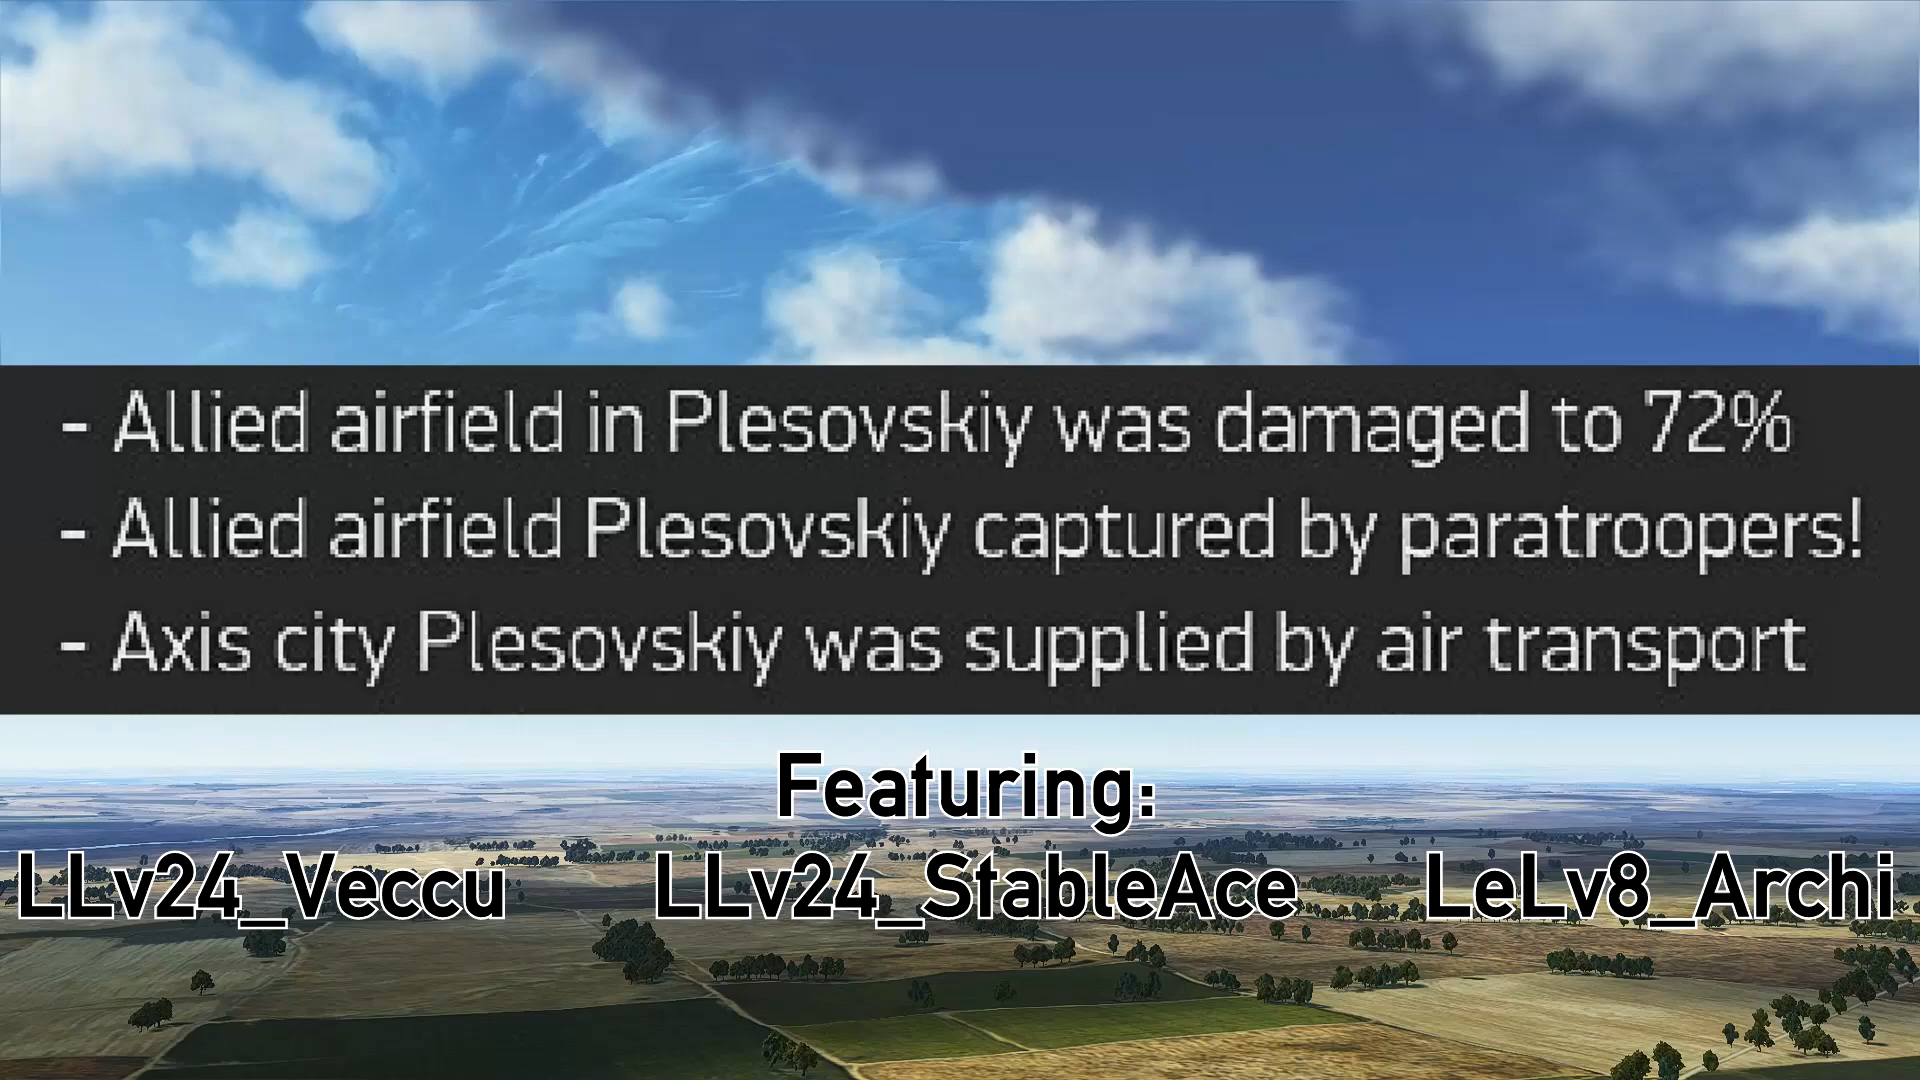 - Allied airfield in Plesovskiy was damaged to 72%
- Allied airfield Plesovskiy captured by paratroopers!
- Axis city Plesovskiy was supplied by air transport
Featuring:
LLv24_Veccu LLv24_StableAce LeLv8_Archi